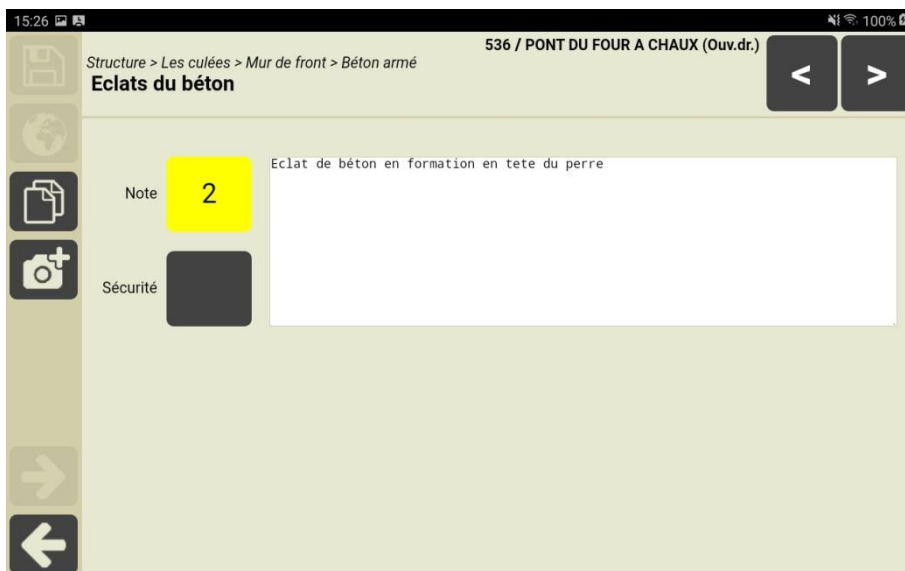 15:26 100%
536 / PONT DU FOUR A CHAUX (Ouv.dr.)
Structure > Les culées > Mur de front > Béton armé
Eclats du béton
< >
Eclat de béton en formation en tete du perre
Note 2
Sécurité